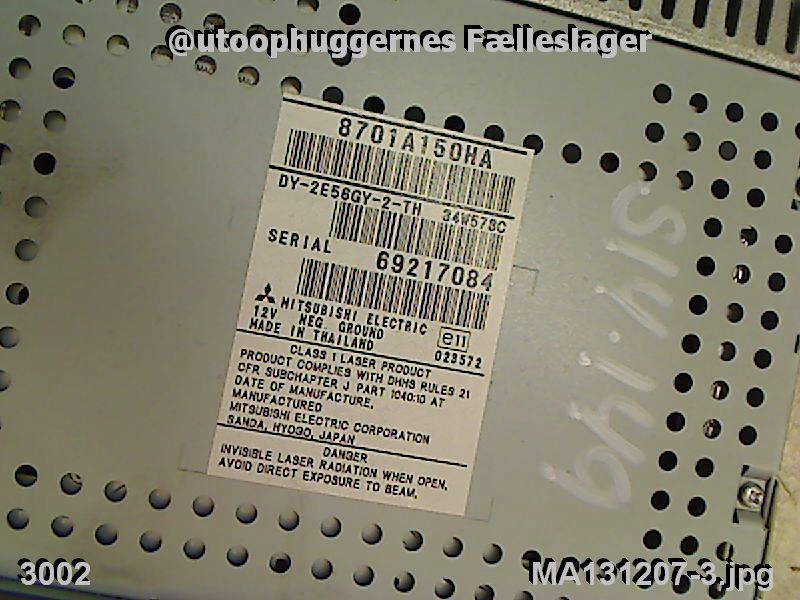 @utoophuggernes Fælleslager
8701A150HA
DY-2E56GY-2-TH 34W578C
SERIAL 69217084
MITSUBISHI ELECTRIC
12V NEG. GROUND
MADE IN THAILAND
e11
023572
CLASS 1 LASER PRODUCT
PRODUCT COMPLIES WITH DHHS RULES 21
CFR SUBCHAPTER J PART 1040:10 AT
DATE OF MANUFACTURE.
MANUFACTURED
MITSUBISHI ELECTRIC CORPORATION
SANDA, HYOGO, JAPAN
DANGER
INVISIBLE LASER RADIATION WHEN OPEN.
AVOID DIRECT EXPOSURE TO BEAM.
S14.149
3002
MA131207-3.jpg